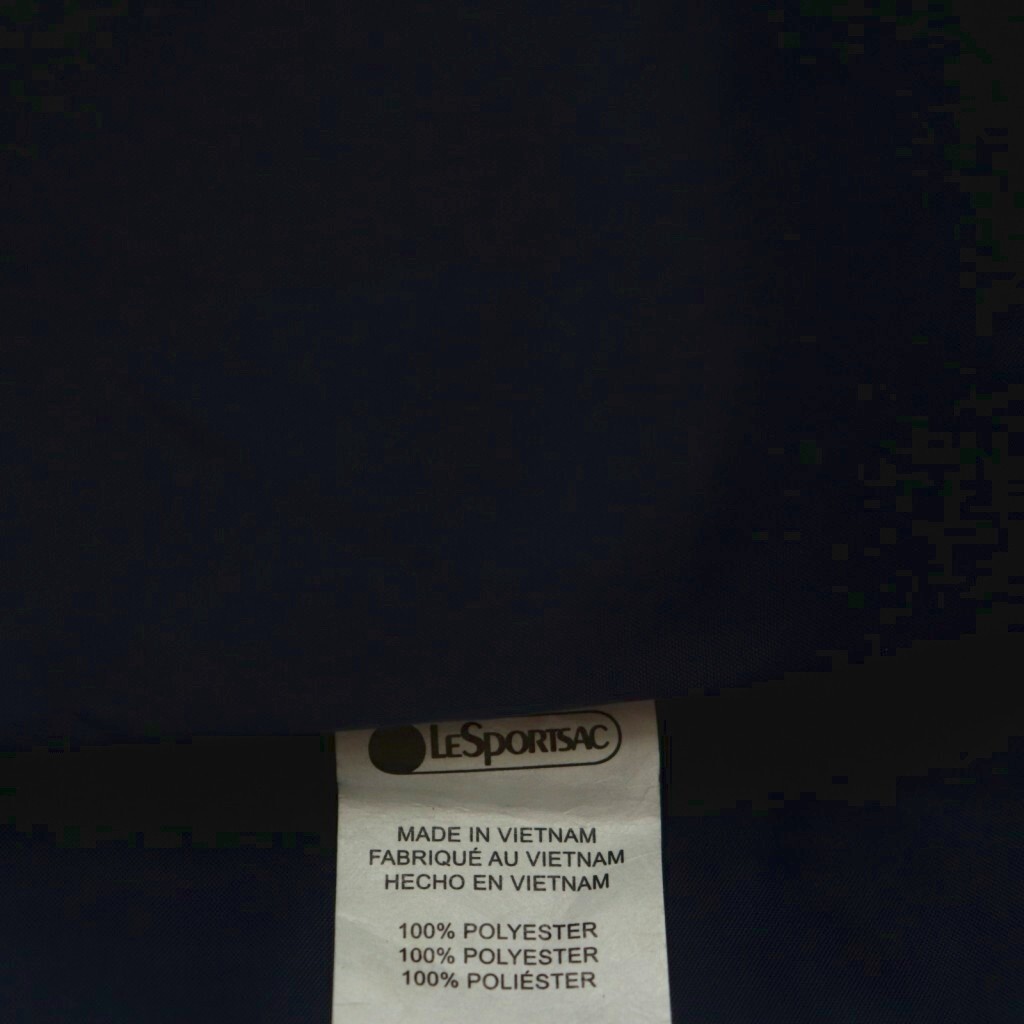 LESPORTSAC
MADE IN VIETNAM
FABRIQUÉ AU VIETNAM
HECHO EN VIETNAM
100% POLYESTER
100% POLYESTER
100% POLIÉSTER